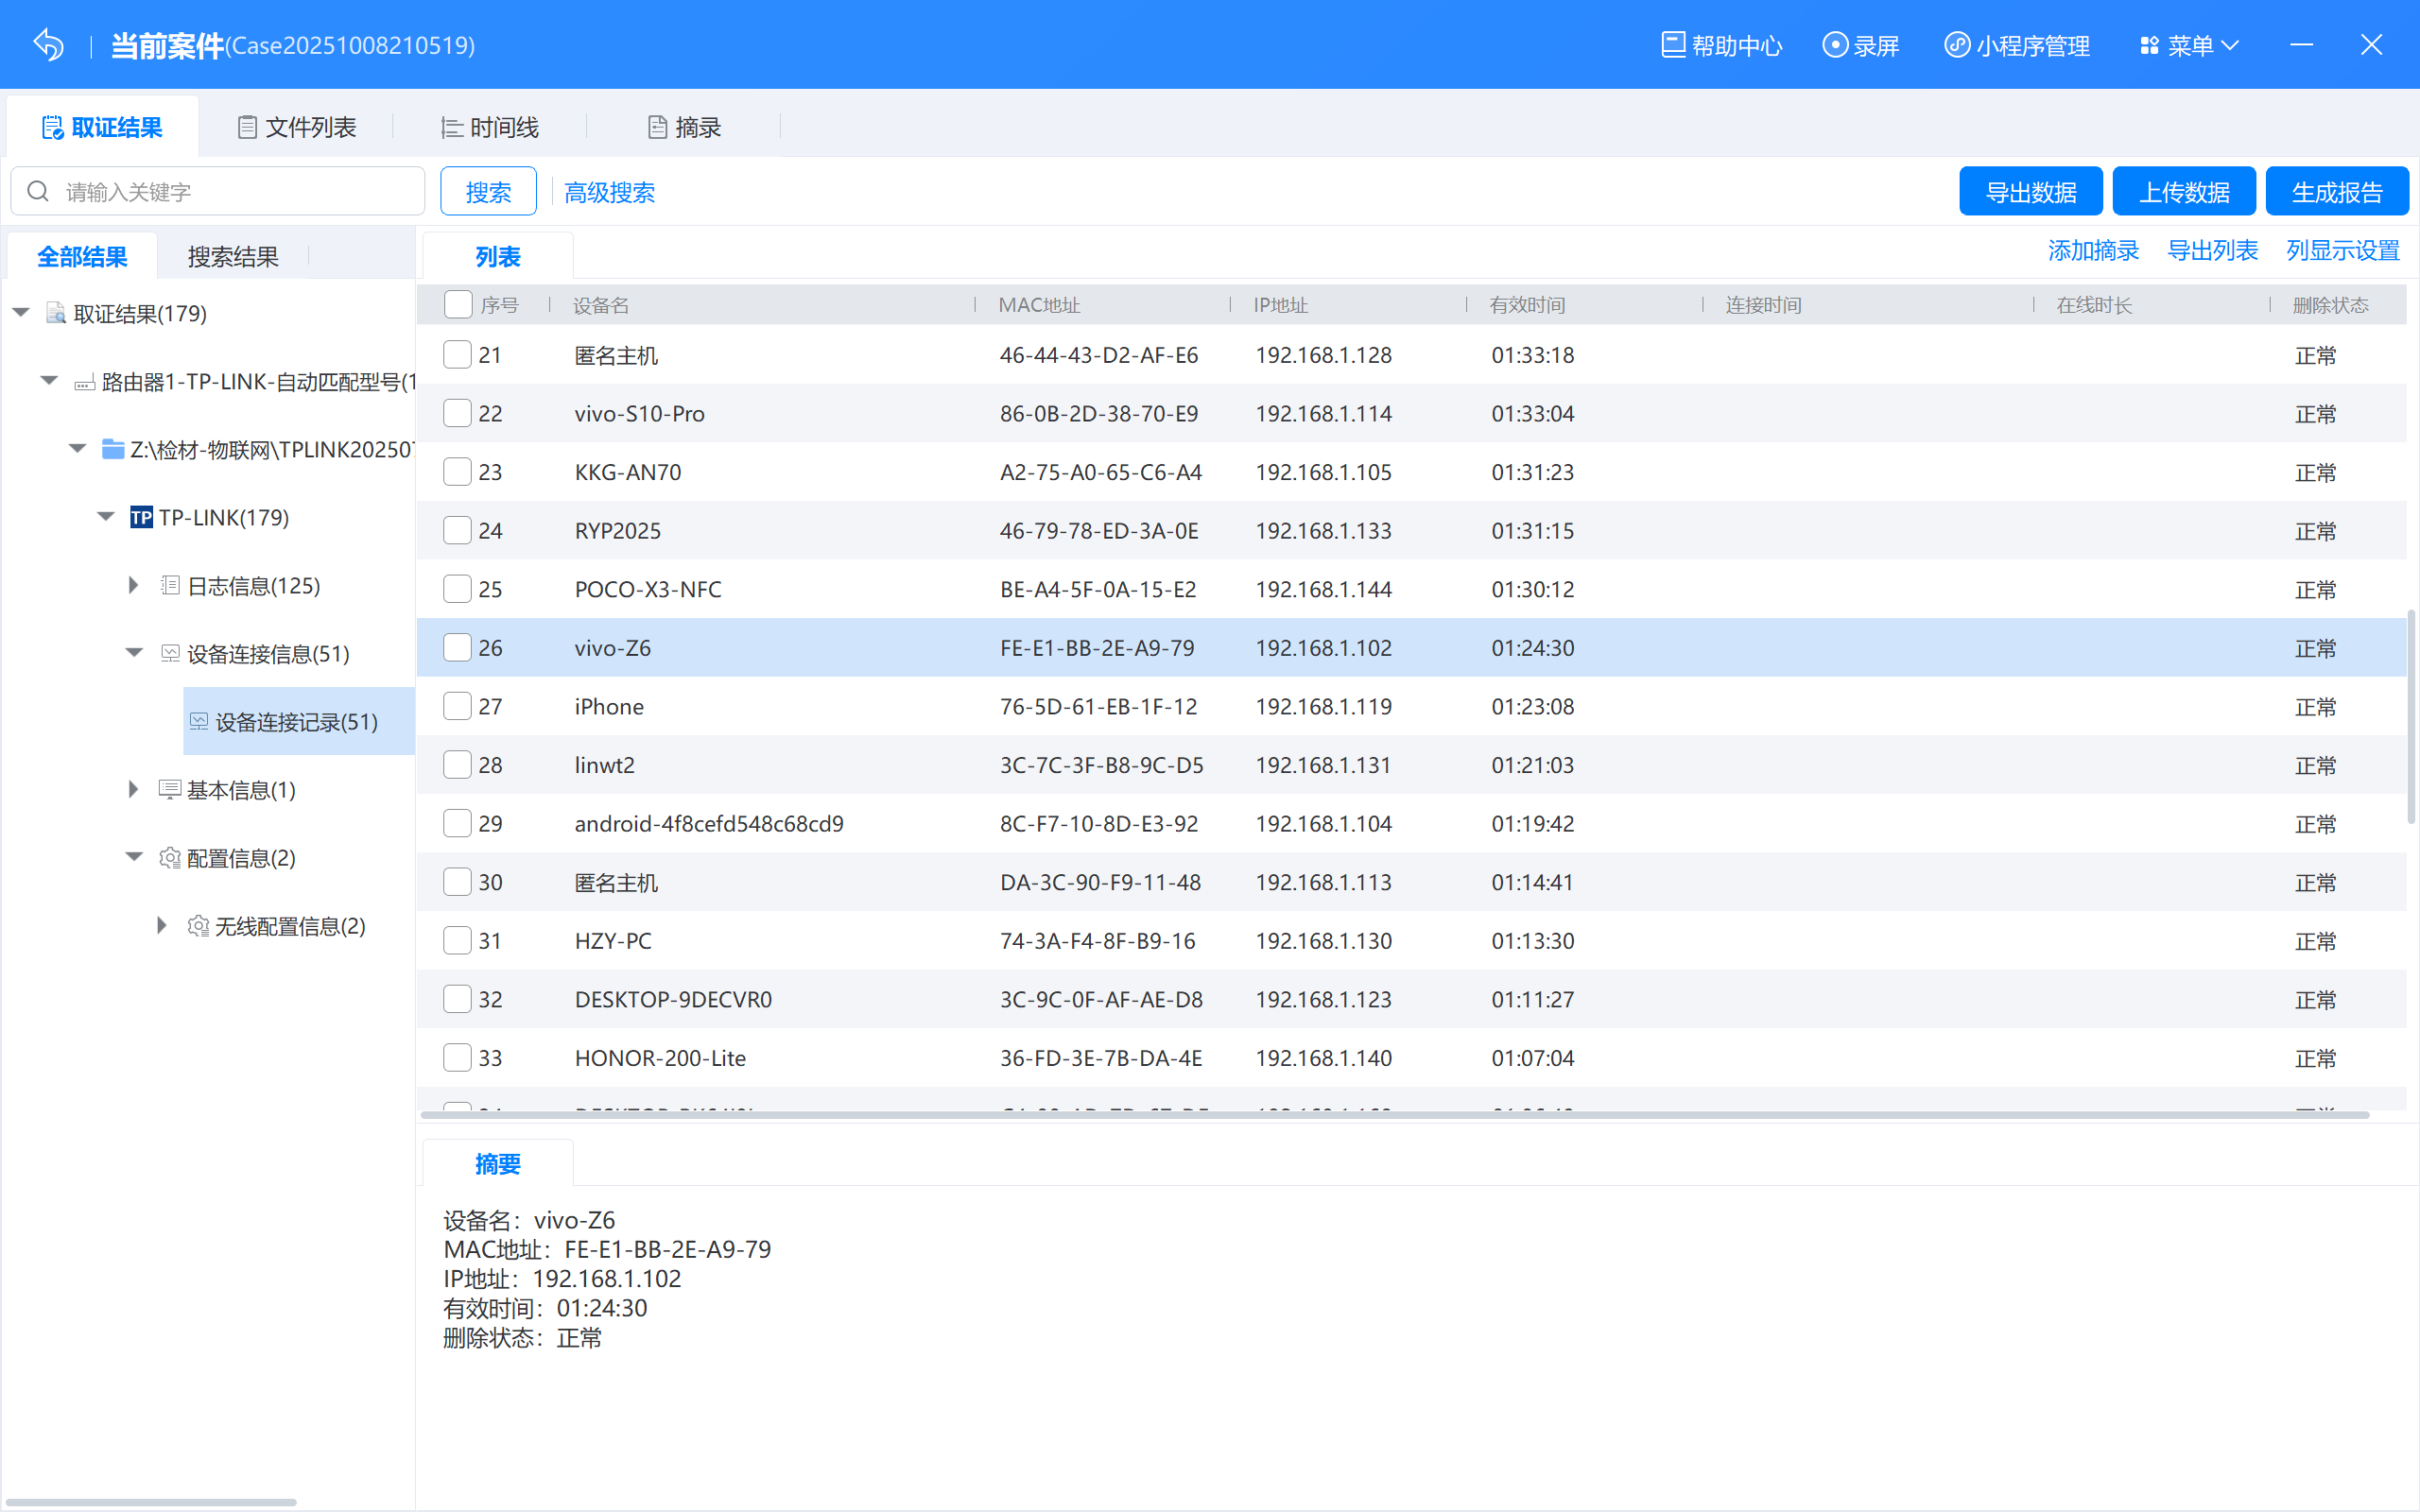 当前案件(Case20251008210519) 帮助中心 录屏 小程序管理 菜单
取证结果 文件列表 时间线 摘录
请输入关键字 搜索 高级搜索 导出数据 上传数据 生成报告
全部结果 搜索结果
取证结果(179)
路由器1-TP-LINK-自动匹配型号(1
Z:\检材-物联网\TPLINK20250
TP TP-LINK(179)
日志信息(125)
设备连接信息(51)
设备连接记录(51)
基本信息(1)
配置信息(2)
无线配置信息(2)
列表 添加摘录 导出列表 列显示设置
序号 设备名 MAC地址 IP地址 有效时间 连接时间 在线时长 删除状态
21 匿名主机 46-44-43-D2-AF-E6 192.168.1.128 01:33:18 正常
22 vivo-S10-Pro 86-0B-2D-38-70-E9 192.168.1.114 01:33:04 正常
23 KKG-AN70 A2-75-A0-65-C6-A4 192.168.1.105 01:31:23 正常
24 RYP2025 46-79-78-ED-3A-0E 192.168.1.133 01:31:15 正常
25 POCO-X3-NFC BE-A4-5F-0A-15-E2 192.168.1.144 01:30:12 正常
26 vivo-Z6 FE-E1-BB-2E-A9-79 192.168.1.102 01:24:30 正常
27 iPhone 76-5D-61-EB-1F-12 192.168.1.119 01:23:08 正常
28 linwt2 3C-7C-3F-B8-9C-D5 192.168.1.131 01:21:03 正常
29 android-4f8cefd548c68cd9 8C-F7-10-8D-E3-92 192.168.1.104 01:19:42 正常
30 匿名主机 DA-3C-90-F9-11-48 192.168.1.113 01:14:41 正常
31 HZY-PC 74-3A-F4-8F-B9-16 192.168.1.130 01:13:30 正常
32 DESKTOP-9DECVR0 3C-9C-0F-AF-AE-D8 192.168.1.123 01:11:27 正常
33 HONOR-200-Lite 36-FD-3E-7B-DA-4E 192.168.1.140 01:07:04 正常
摘要
设备名：vivo-Z6
MAC地址：FE-E1-BB-2E-A9-79
IP地址：192.168.1.102
有效时间：01:24:30
删除状态：正常